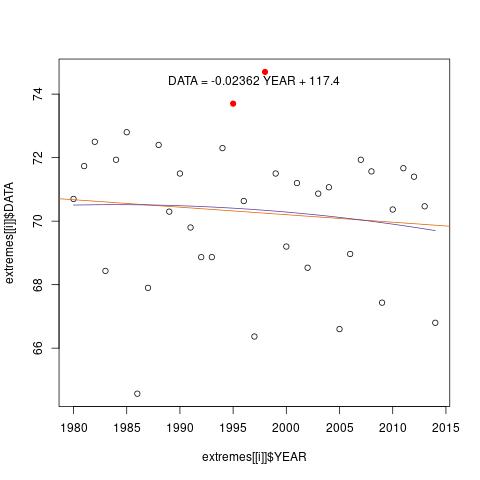 DATA = -0.02362 YEAR + 117.4
74
72
70
68
66
extremes[[i]]$DATA
1980 1985 1990 1995 2000 2005 2010 2015
extremes[[i]]$YEAR